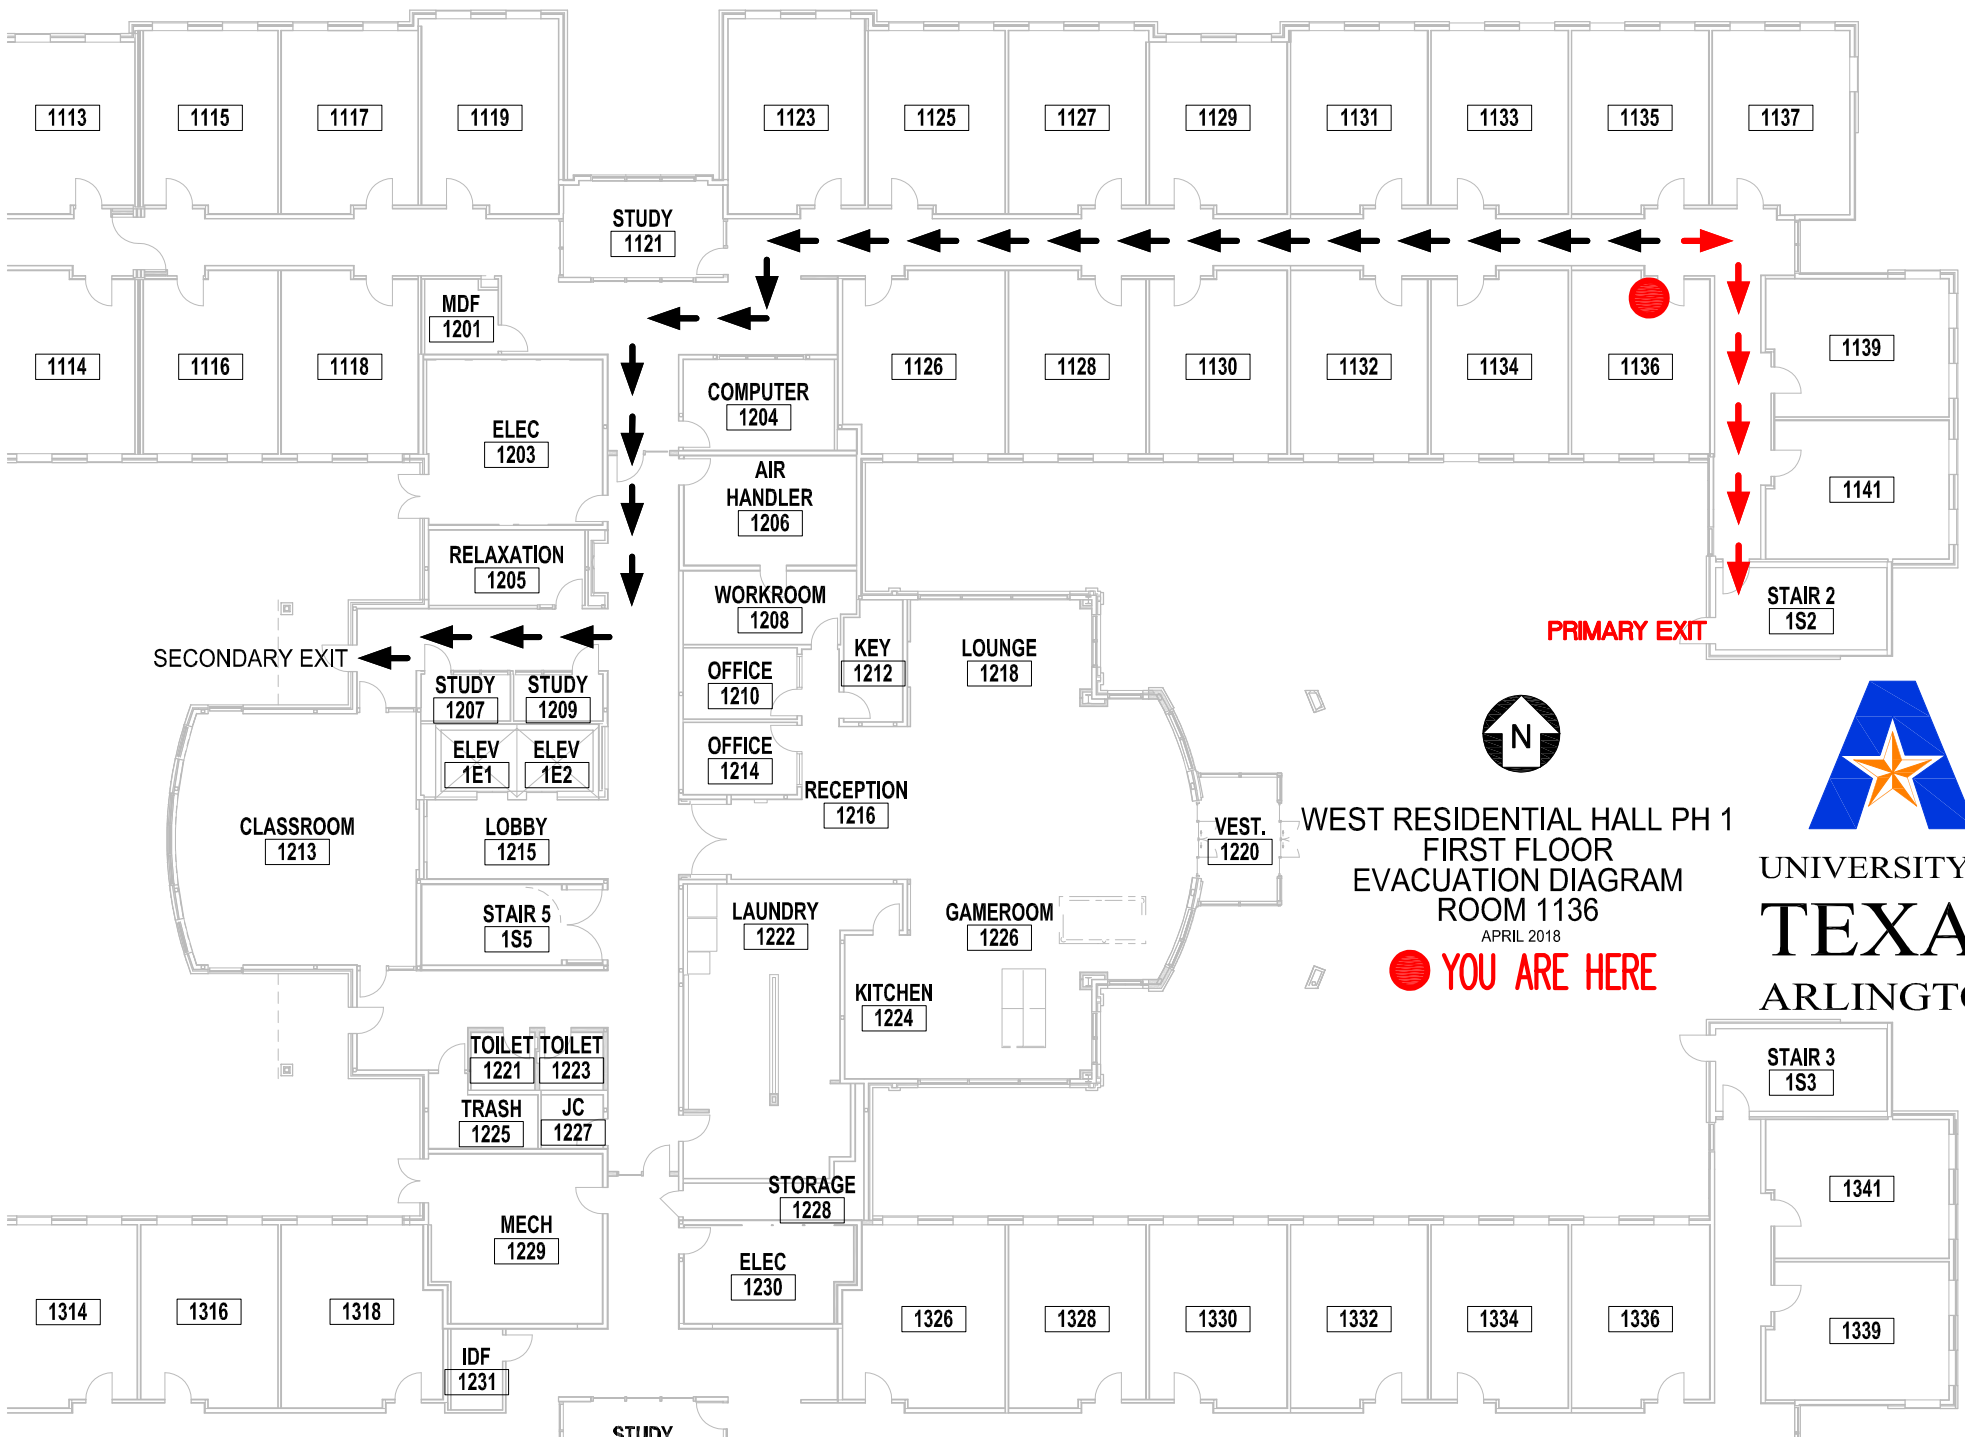 1113
1115
1117
1119
1123
1125
1127
1129
1131
1133
1135
1137
STUDY
1121
MDF
1201
1114
1116
1118
1126
1128
1130
1132
1134
1136
1139
COMPUTER
1204
ELEC
1203
AIR
HANDLER
1206
1141
RELAXATION
1205
WORKROOM
1208
STAIR 2
1S2
PRIMARY EXIT
SECONDARY EXIT
OFFICE
1210
KEY
1212
LOUNGE
1218
STUDY
1207
STUDY
1209
N
ELEV
1E1
ELEV
1E2
OFFICE
1214
RECEPTION
1216
CLASSROOM
1213
LOBBY
1215
VEST.
1220
WEST RESIDENTIAL HALL PH 1
FIRST FLOOR
EVACUATION DIAGRAM
ROOM 1136
APRIL 2018
YOU ARE HERE
UNIVERSITY
TEXA
ARLINGT
STAIR 5
1S5
LAUNDRY
1222
GAMEROOM
1226
KITCHEN
1224
TOILET
1221
TOILET
1223
STAIR 3
1S3
TRASH
1225
JC
1227
STORAGE
1228
1341
MECH
1229
ELEC
1230
1314
1316
1318
1326
1328
1330
1332
1334
1336
1339
IDF
1231
STUDY